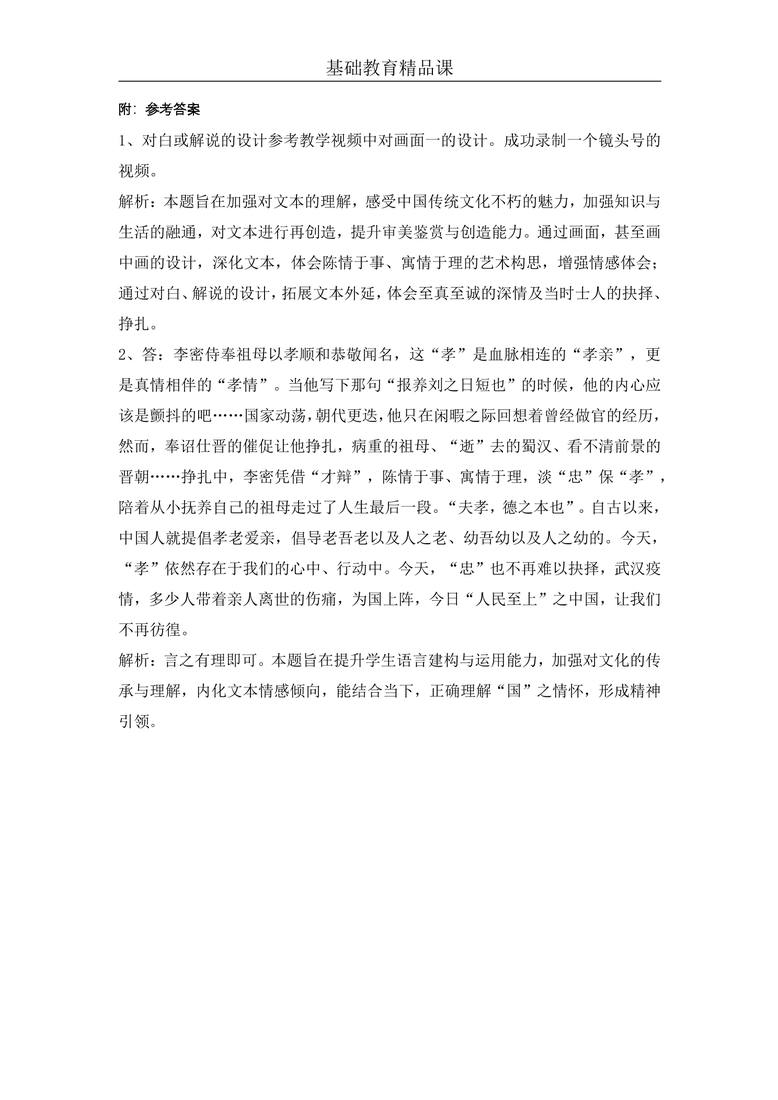 基础教育精品课
附：参考答案
1、对白或解说的设计参考教学视频中对画面一的设计。成功录制一个镜头号的
视频。
解析：本题旨在加强对文本的理解，感受中国传统文化不朽的魅力，加强知识与
生活的融通，对文本进行再创造，提升审美鉴赏与创造能力。通过画面，甚至画
中画的设计，深化文本，体会陈情于事、寓情于理的艺术构思，增强情感体会；
通过对白、解说的设计，拓展文本外延，体会至真至诚的深情及当时士人的抉择、
挣扎。
2、答：李密侍奉祖母以孝顺和恭敬闻名，这“孝”是血脉相连的“孝亲”，更
是真情相伴的“孝情”。当他写下那句“报养刘之日短也”的时候，他的内心应
该是颤抖的吧……国家动荡，朝代更迭，他只在闲暇之际回想着曾经做官的经历，
然而，奉诏仕晋的催促让他挣扎，病重的祖母、“逝”去的蜀汉、看不清前景的
晋朝……挣扎中，李密凭借“才辩”，陈情于事、寓情于理，淡“忠”保“孝”，
陪着从小抚养自己的祖母走过了人生最后一段。“夫孝，德之本也”。自古以来，
中国人就提倡孝老爱亲，倡导老吾老以及人之老、幼吾幼以及人之幼的。今天，
“孝”依然存在于我们的心中、行动中。今天，“忠”也不再难以抉择，武汉疫
情，多少人带着亲人离世的伤痛，为国上阵，今日“人民至上”之中国，让我们
不再彷徨。
解析：言之有理即可。本题旨在提升学生语言建构与运用能力，加强对文化的传
承与理解，内化文本情感倾向，能结合当下，正确理解“国”之情怀，形成精神
引领。